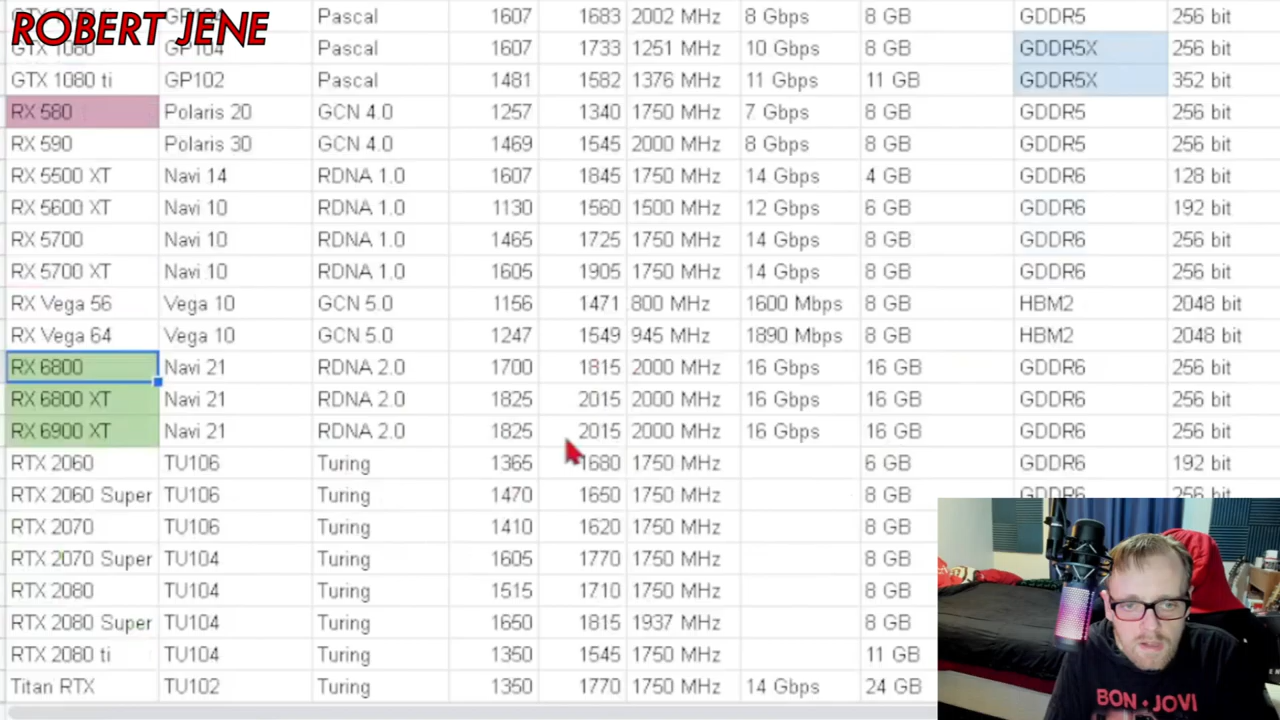 ROBERT JENE
Pascal 1607 1683 2002 MHz 8 Gbps 8 GB GDDR5 256 bit
GTX 1080 GP104 Pascal 1607 1733 1251 MHz 10 Gbps 8 GB GDDR5X 256 bit
GTX 1080 ti GP102 Pascal 1481 1582 1376 MHz 11 Gbps 11 GB GDDR5X 352 bit
RX 580 Polaris 20 GCN 4.0 1257 1340 1750 MHz 7 Gbps 8 GB GDDR5 256 bit
RX 590 Polaris 30 GCN 4.0 1469 1545 2000 MHz 8 Gbps 8 GB GDDR5 256 bit
RX 5500 XT Navi 14 RDNA 1.0 1607 1845 1750 MHz 14 Gbps 4 GB GDDR6 128 bit
RX 5600 XT Navi 10 RDNA 1.0 1130 1560 1500 MHz 12 Gbps 6 GB GDDR6 192 bit
RX 5700 Navi 10 RDNA 1.0 1465 1725 1750 MHz 14 Gbps 8 GB GDDR6 256 bit
RX 5700 XT Navi 10 RDNA 1.0 1605 1905 1750 MHz 14 Gbps 8 GB GDDR6 256 bit
RX Vega 56 Vega 10 GCN 5.0 1156 1471 800 MHz 1600 Mbps 8 GB HBM2 2048 bit
RX Vega 64 Vega 10 GCN 5.0 1247 1549 945 MHz 1890 Mbps 8 GB HBM2 2048 bit
RX 6800 Navi 21 RDNA 2.0 1700 1815 2000 MHz 16 Gbps 16 GB GDDR6 256 bit
RX 6800 XT Navi 21 RDNA 2.0 1825 2015 2000 MHz 16 Gbps 16 GB GDDR6 256 bit
RX 6900 XT Navi 21 RDNA 2.0 1825 2015 2000 MHz 16 Gbps 16 GB GDDR6 256 bit
RTX 2060 TU106 Turing 1365 1680 1750 MHz 6 GB GDDR6 192 bit
RTX 2060 Super TU106 Turing 1470 1650 1750 MHz 8 GB GDDR6 256 bit
RTX 2070 TU106 Turing 1410 1620 1750 MHz 8 GB
RTX 2070 Super TU104 Turing 1605 1770 1750 MHz 8 GB
RTX 2080 TU104 Turing 1515 1710 1750 MHz 8 GB
RTX 2080 Super TU104 Turing 1650 1815 1937 MHz 8 GB
RTX 2080 ti TU104 Turing 1350 1545 1750 MHz 11 GB
Titan RTX TU102 Turing 1350 1770 1750 MHz 14 Gbps 24 GB
BON JOVI